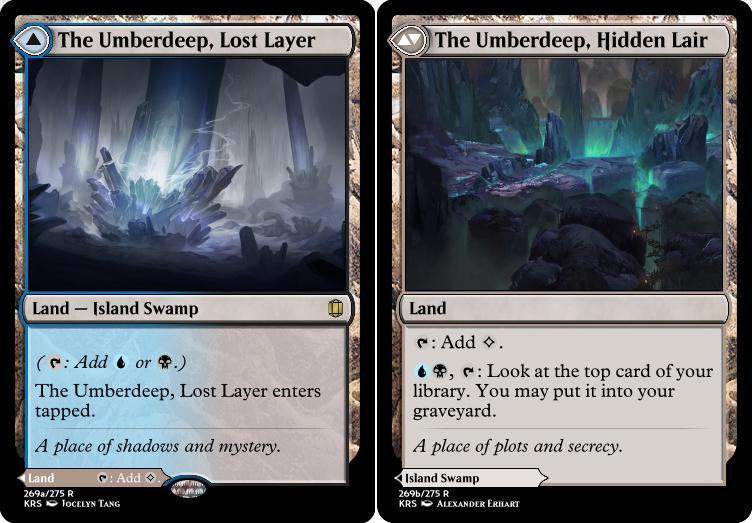 The Umberdeep, Lost Layer
Land — Island Swamp
( : Add or .)
The Umberdeep, Lost Layer enters
tapped.
A place of shadows and mystery.
Land : Add .
269a/275 R
KRS Jocelyn Tang
The Umberdeep, Hidden Lair
Land
: Add .
, : Look at the top card of your
library. You may put it into your
graveyard.
A place of plots and secrecy.
Island Swamp
269b/275 R
KRS Alexander Erhart